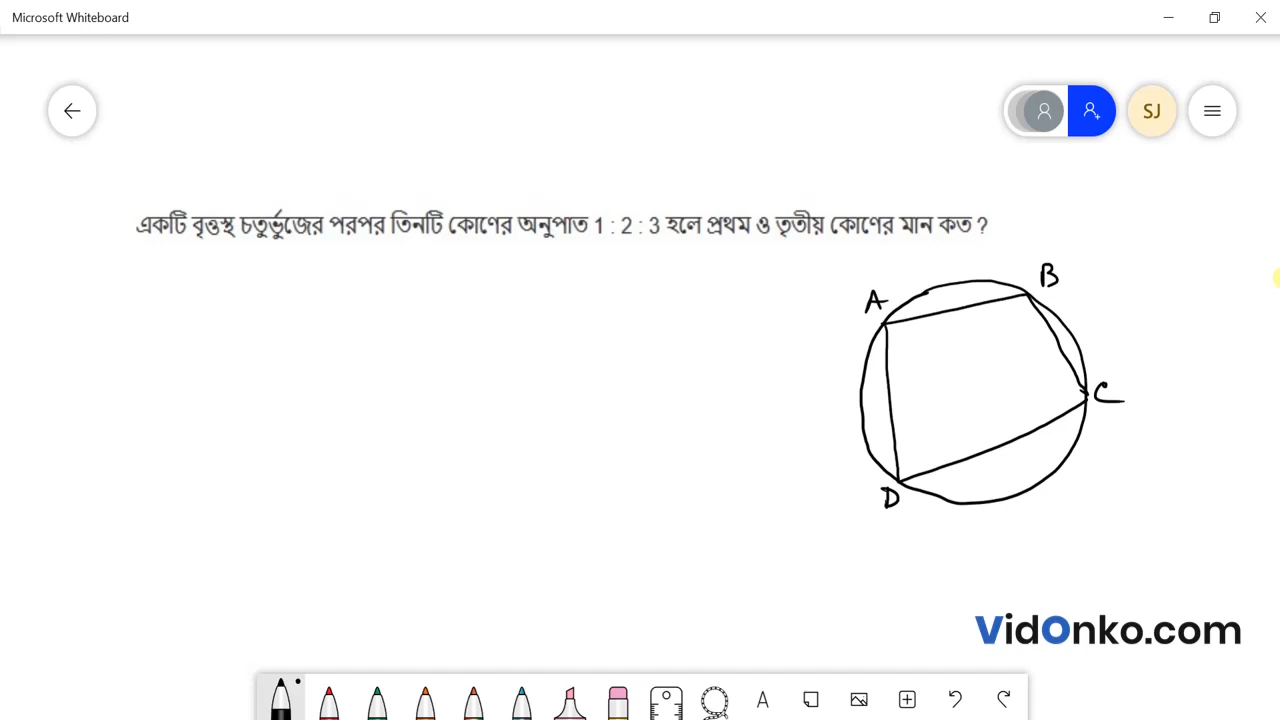 Microsoft Whiteboard
SJ
একটি বৃত্তস্থ চতুর্ভুজের পরপর তিনটি কোণের অনুপাত 1 : 2 : 3 হলে প্রথম ও তৃতীয় কোণের মান কত ?
B
A
C
D
VidOnko.com
A